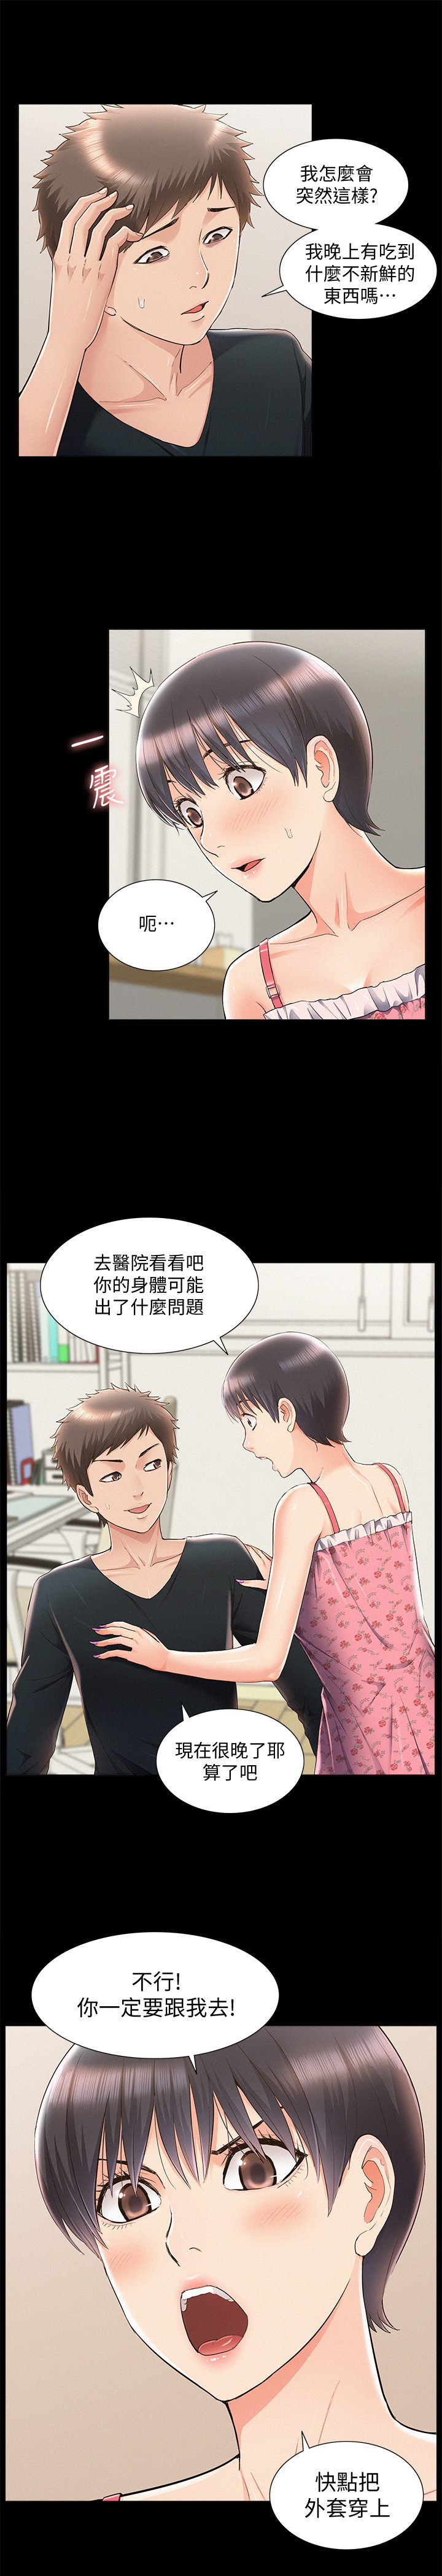 我怎麼會
突然這樣?
我晚上有吃到
什麼不新鮮的
東西嗎…
一震
呃…
去醫院看看吧
你的身體可能
出了什麼問題
現在很晚了耶
算了吧
不行!
你一定要跟我去!
快點把
外套穿上